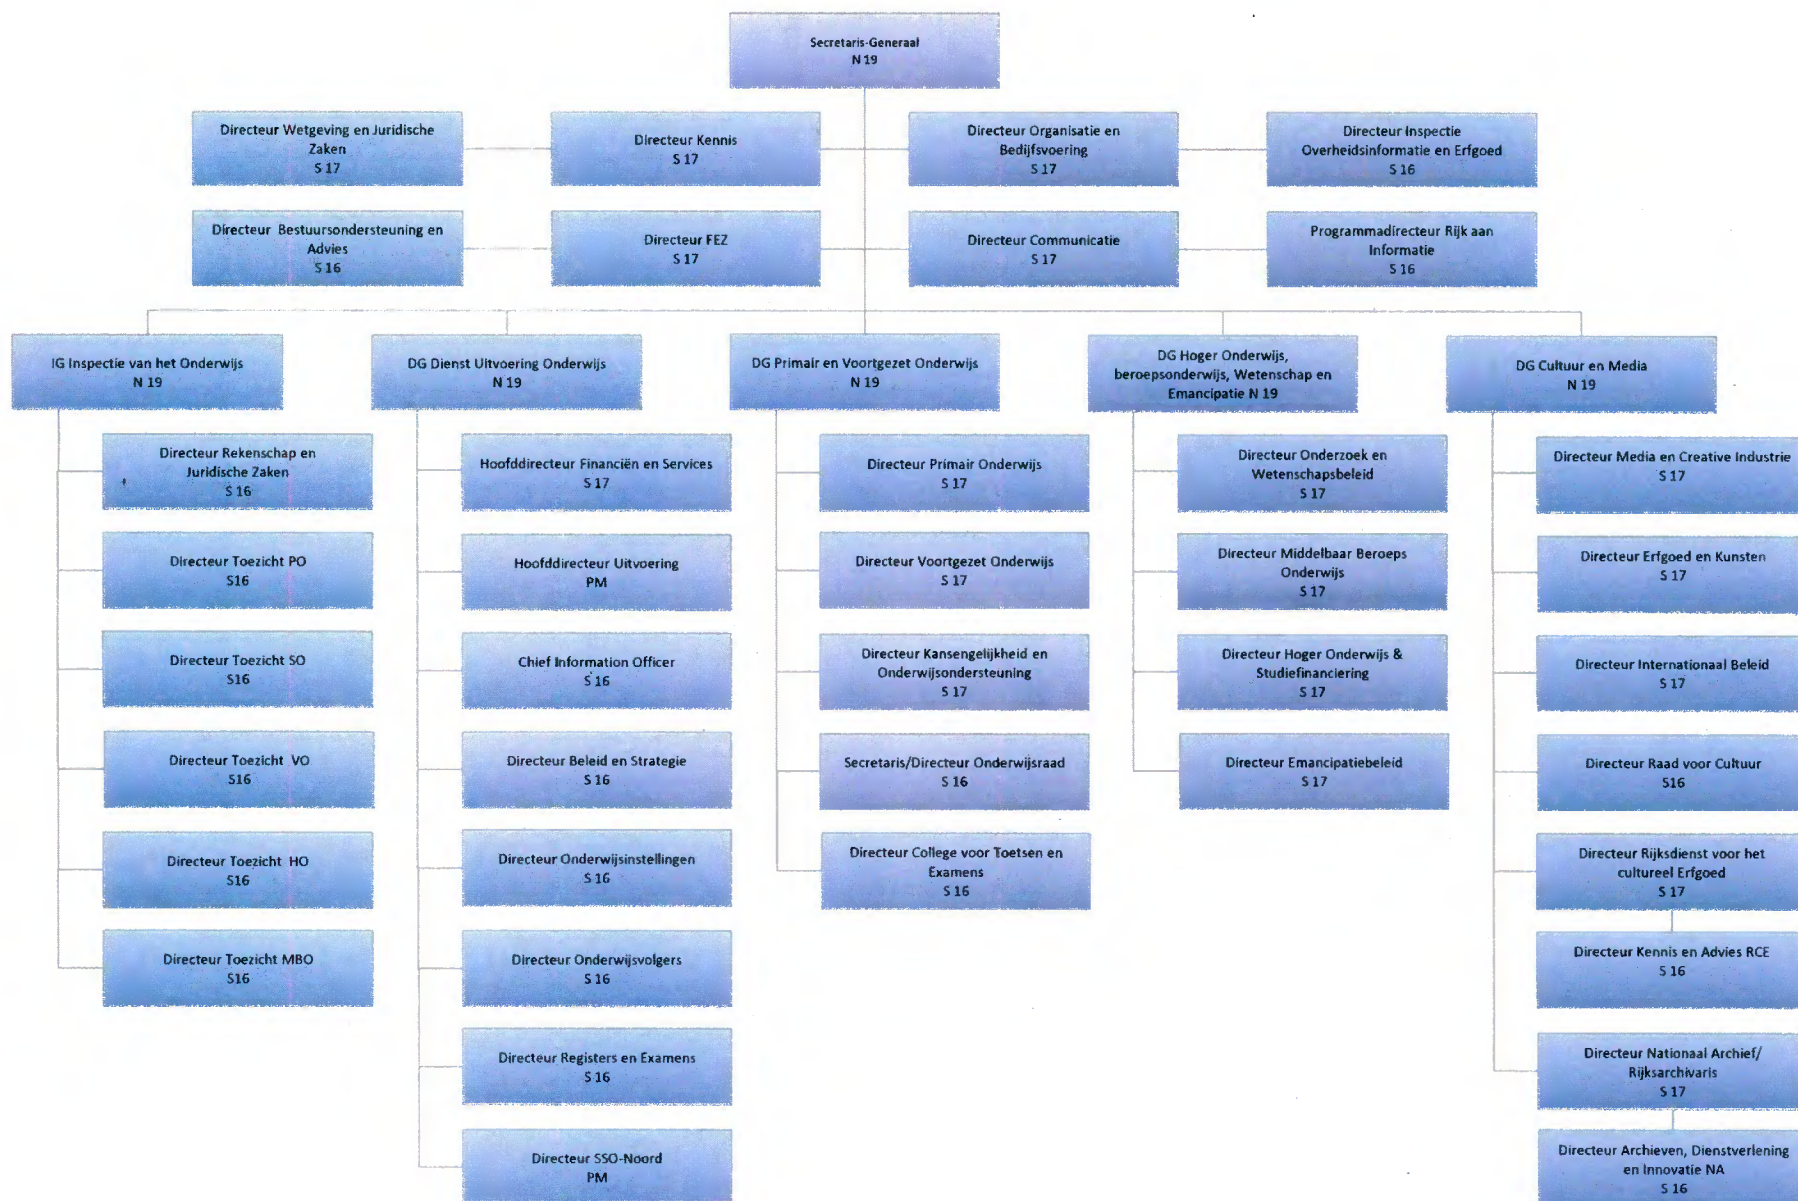 Secretaris-Generaal
N 19
Directeur Wetgeving en Juridische
Zaken
S 17
Directeur Kennis
S 17
Directeur Organisatie en
Bedijfsvoering
S 17
Directeur Inspectie
Overheidsinformatie en Erfgoed
S 16
Directeur Bestuursondersteuning en
Advies
S 16
Directeur FEZ
S 17
Directeur Communicatie
S 17
Programmadirecteur Rijk aan
Informatie
S 16
IG Inspectie van het Onderwijs
N 19
DG Dienst Uitvoering Onderwijs
N 19
DG Primair en Voortgezet Onderwijs
N 19
DG Hoger Onderwijs,
beroepsonderwijs, Wetenschap en
Emancipatie N 19
DG Cultuur en Media
N 19
Directeur Rekenschap en
Juridische Zaken
S 16
Directeur Toezicht PO
S16
Directeur Toezicht SO
S16
Directeur Toezicht VO
S16
Directeur Toezicht HO
S16
Directeur Toezicht MBO
S16
Hoofddirecteur Financiën en Services
S 17
Hoofddirecteur Uitvoering
PM
Chief Information Officer
S 16
Directeur Beleid en Strategie
S 16
Directeur Onderwijsinstellingen
S 16
Directeur Onderwijsvolgers
S 16
Directeur Registers en Examens
S 16
Directeur SSO-Noord
PM
Directeur Primair Onderwijs
S 17
Directeur Voortgezet Onderwijs
S 17
Directeur Kansengelijkheid en
Onderwijsondersteuning
S 17
Secretaris/Directeur Onderwijsraad
S 16
Directeur College voor Toetsen en
Examens
S 16
Directeur Onderzoek en
Wetenschapsbeleid
S 17
Directeur Middelbaar Beroeps
Onderwijs
S 17
Directeur Hoger Onderwijs &
Studiefinanciering
S 17
Directeur Emancipatiebeleid
S 17
Directeur Media en Creative Industrie
S 17
Directeur Erfgoed en Kunsten
S 17
Directeur Internationaal Beleid
S 17
Directeur Raad voor Cultuur
S16
Directeur Rijksdienst voor het
cultureel Erfgoed
S 17
Directeur Kennis en Advies RCE
S 16
Directeur Nationaal Archief/
Rijksarchivaris
S 17
Directeur Archieven, Dienstverlening
en Innovatie NA
S 16